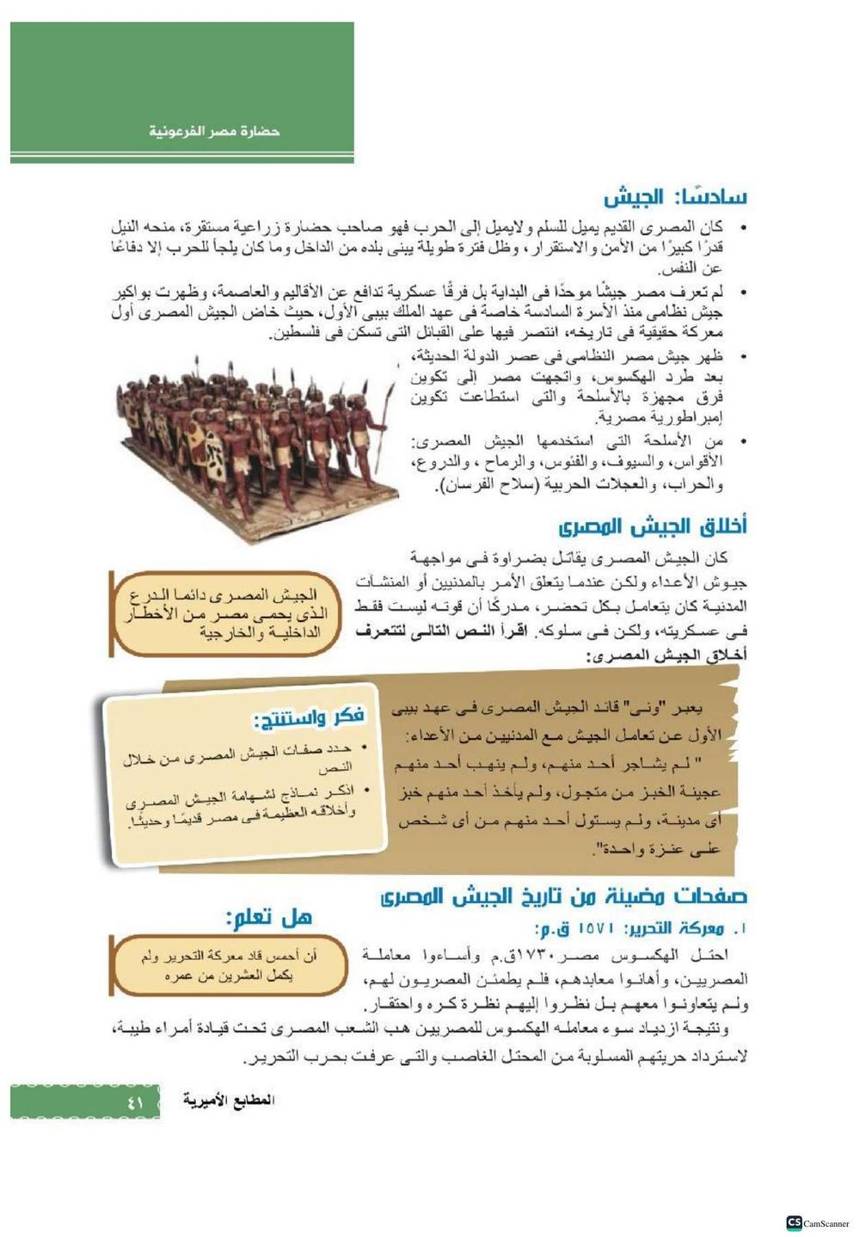 حضارة مصر الفرعونية
سادسًا: الجيش
• كان المصرى القديم يميل للسلم ولايميل إلى الحرب فهو صاحب حضارة زراعية مستقرة، منحه النيل
قدرًا كبيرًا من الأمن والاستقرار، وظل فترة طويلة يبنى بلده من الداخل وما كان يلجأ للحرب إلا دفاعًا
عن النفس.
• لم تعرف مصر جيشًا موحدًا فى البداية بل فرقًا عسكرية تدافع عن الأقاليم والعاصمة، وظهرت بواكير
جيش نظامى منذ الأسرة السادسة خاصة فى عهد الملك بيبى الأول، حيث خاض الجيش المصرى أول
معركة حقيقية فى تاريخه، انتصر فيها على القبائل التى تسكن فى فلسطين.
• ظهر جيش مصر النظامى فى عصر الدولة الحديثة،
بعد طرد الهكسوس، واتجهت مصر إلى تكوين
فرق مجهزة بالأسلحة والتى استطاعت تكوين
إمبراطورية مصرية.
• من الأسلحة التى استخدمها الجيش المصرى:
الأقواس، والسيوف، والفئوس، والرماح ، والدروع،
والحراب، والعجلات الحربية (سلاح الفرسان).
أخلاق الجيش المصرى
كان الجيش المصرى يقاتل بضراوة فى مواجهة
جيوش الأعداء ولكن عندما يتعلق الأمر بالمدنيين أو المنشآت
المدنية كان يتعامل بكل تحضر، مدركًا أن قوته ليست فقط
فى عسكريته، ولكن فى سلوكه. اقرأ النص التالى لتتعرف
أخلاق الجيش المصرى:
الجيش المصرى دائما الدرع
الذى يحمى مصر من الأخطار
الداخلية والخارجية
يعبر "ونى" قائد الجيش المصرى فى عهد بيبى
الأول عن تعامل الجيش مع المدنيين من الأعداء:
" لم يشاجر أحد منهم، ولم ينهب أحد منهم
عجينة الخبز من متجول، ولم يأخذ أحد منهم خبز
أى مدينة، ولم يستول أحد منهم من أى شخص
على عنزة واحدة".
فكر واستنتج:
• حدد صفات الجيش المصرى من خلال
النص
• اذكر نماذج لشهامة الجيش المصرى
وأخلاقه العظيمة فى مصر قديمًا وحديثًا.
صفحات مضيئة من تاريخ الجيش المصرى
١. معركة التحرير: ١٥٧١ ق.م:
احتل الهكسوس مصر ١٧٣٠ق.م وأساءوا معاملة
المصريين، وأهانوا معابدهم، فلم يطمئن المصريون لهم،
ولم يتعاونوا معهم بل نظروا إليهم نظرة كره واحتقار.
هل تعلم:
أن أحمس قاد معركة التحرير ولم
يكمل العشرين من عمره
ونتيجة ازدياد سوء معامله الهكسوس للمصريين هب الشعب المصرى تحت قيادة أمراء طيبة،
لاسترداد حريتهم المسلوبة من المحتل الغاصب والتى عرفت بحرب التحرير.
المطابع الأميرية
٤١
CS CamScanner